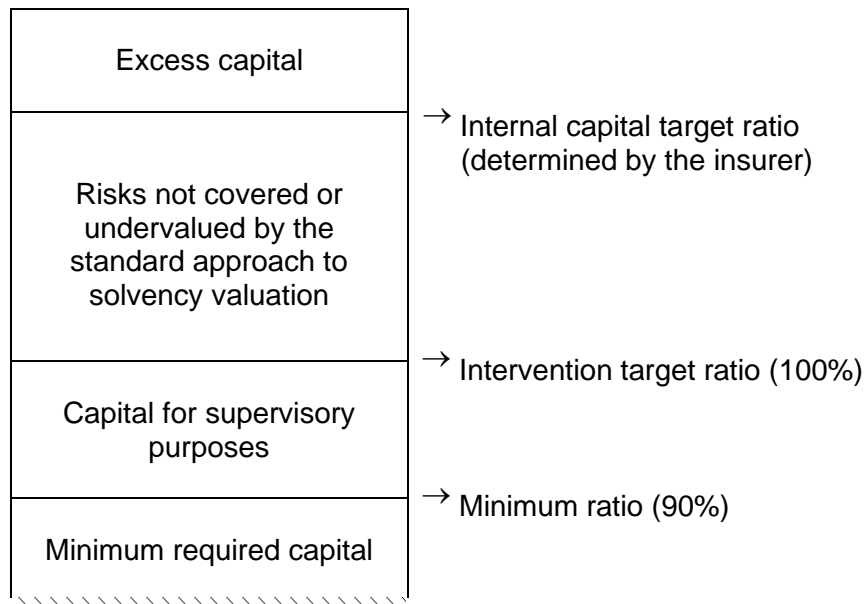 Excess capital
→ Internal capital target ratio
(determined by the insurer)
Risks not covered or
undervalued by the
standard approach to
solvency valuation
→ Intervention target ratio (100%)
Capital for supervisory
purposes
→ Minimum ratio (90%)
Minimum required capital